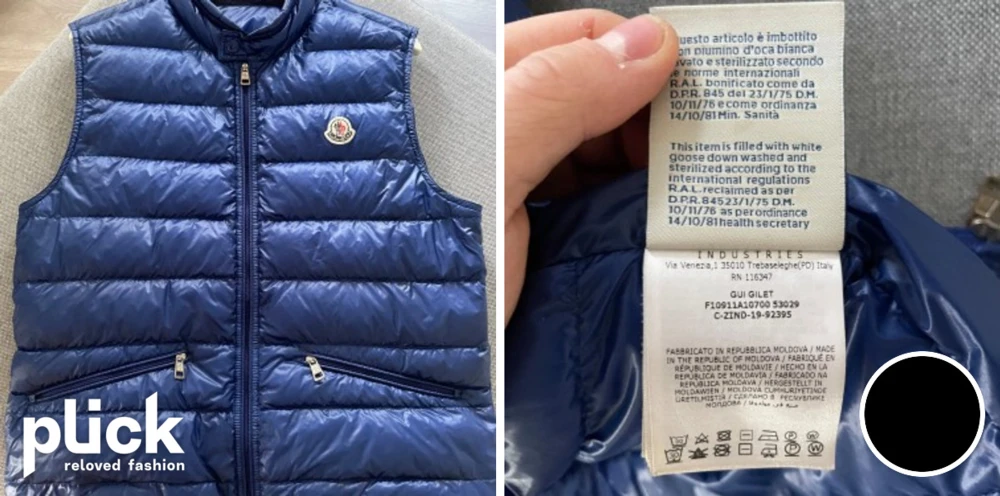 plick
reloved fashion
uesto articolo è imbottito
on piumino d'oca bianca
avato e sterilizzato secondo
e norme internazionali
R.A.L. bonificato come da
D.P.R. 845 del 23/1/75 D.M.
10/11/76 e come ordinanza
14/10/81 Min. Sanità
This item is filled with white
goose down washed and
sterilized according to the
international regulations
R.A.L. reclaimed as per
D.P.R. 84523/1/75 D.M.
10/11/76 as per ordinance
14/10/81 health secretary
INDUSTRIES
Via Venezia,1 35010 Trebaseleghe(PD) Italy
RN 116347
GUI GILET
F10911A10700 53029
C-ZIND-19-92395
FABBRICATO IN REPUBBLICA MOLDOVA / MADE
IN THE REPUBLIC OF MOLDOVA / FABRIQUÉ EN
RÉPUBLIQUE DE MOLDAVIE / HECHO EN LA
REPÚBLICA DE MOLDAVIA / FABRICADO NA
REPÚBLICA MOLDAVA / HERGESTELLT IN
MOLDAWIEN / MOLDOVA CUMHURIYETINDE
ÜRETILMISTIR / СДЕЛАНО В РЕСПУБЛИКЕ
МОЛДОВА /